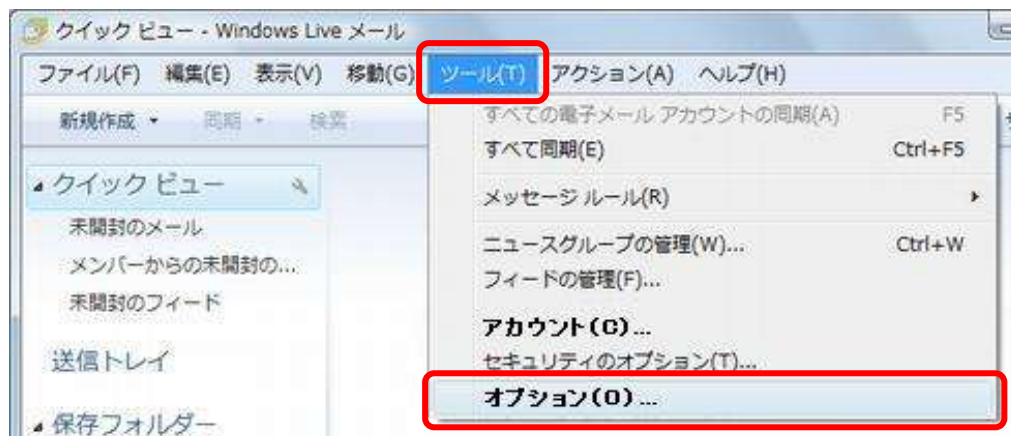 クイック ビュー - Windows Live メール
ファイル(F) 編集(E) 表示(V) 移動(G) ツール(T) アクション(A) ヘルプ(H)
新規作成 同期 検索
すべての電子メール アカウントの同期(A) F5
すべて同期(E) Ctrl+F5
メッセージ ルール(R)
ニュースグループの管理(W)... Ctrl+W
フィードの管理(F)...
アカウント(C)...
セキュリティのオプション(T)...
オプション(O)...
クイック ビュー
未開封のメール
メンバーからの未開封の...
未開封のフィード
送信トレイ
保存フォルダー